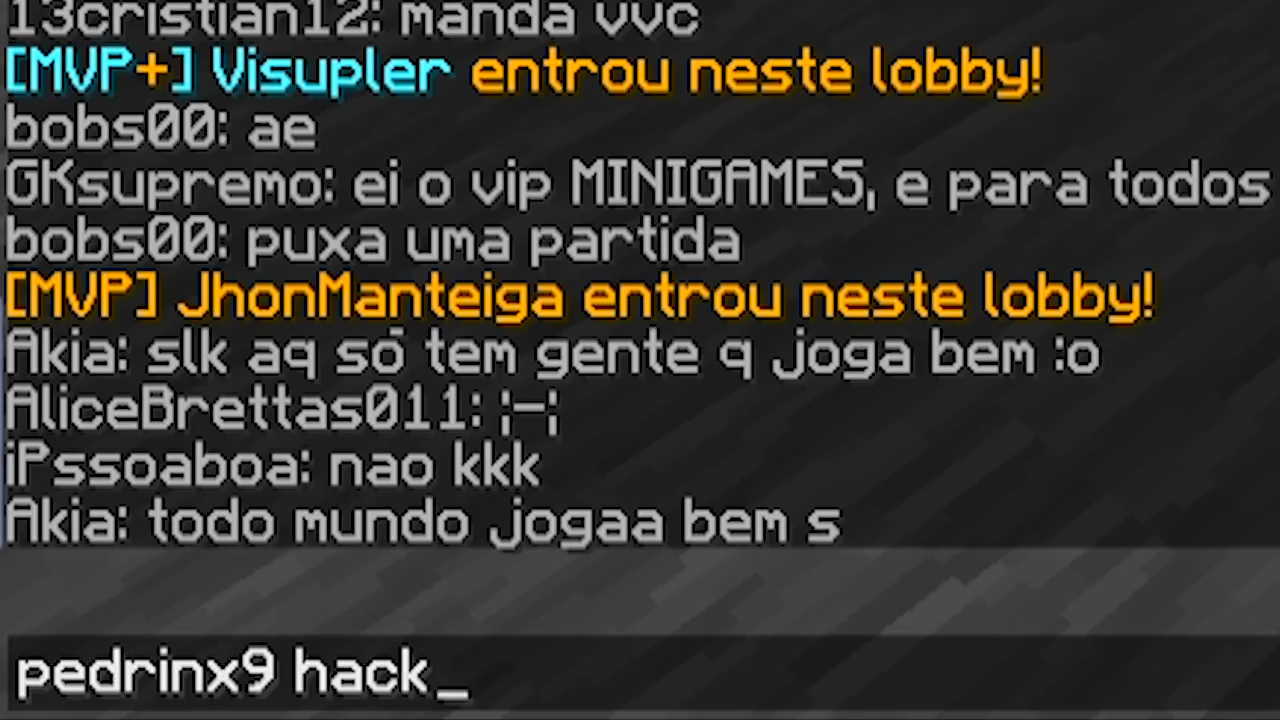 13cristian12: manda vvc
[MVP+] Visupler entrou neste lobby!
bobs00: ae
GKsupremo: ei o vip MINIGAMES, e para todos
bobs00: puxa uma partida
[MVP] JhonManteiga entrou neste lobby!
Akia: slk aq só tem gente q joga bem :o
AliceBrettas011: ;-;
iPssoaboa: nao kkk
Akia: todo mundo jogaa bem s
pedrinx9 hack_